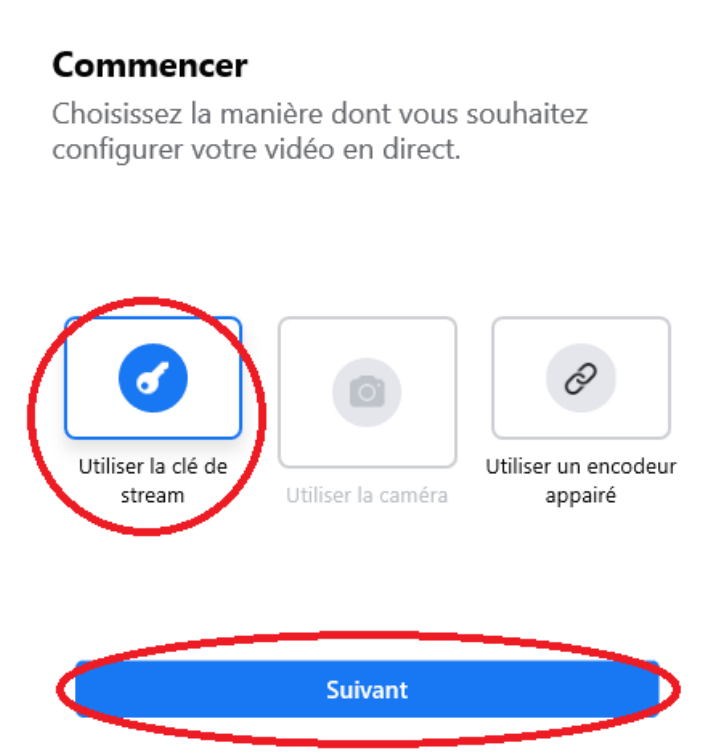 Commencer
Choisissez la manière dont vous souhaitez
configurer votre vidéo en direct.
Utiliser la clé de
stream
Utiliser la caméra
Utiliser un encodeur
appairé
Suivant